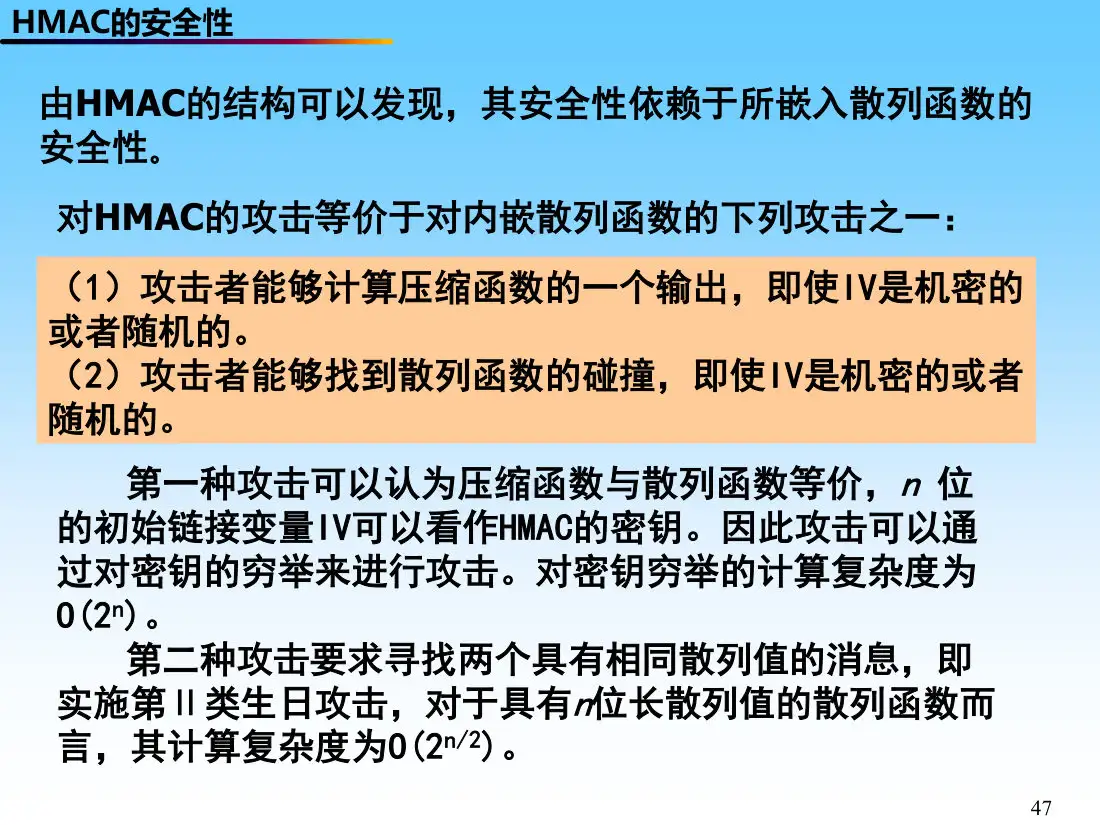 HMAC的安全性
由HMAC的结构可以发现，其安全性依赖于所嵌入散列函数的
安全性。
对HMAC的攻击等价于对内嵌散列函数的下列攻击之一：
（1）攻击者能够计算压缩函数的一个输出，即使IV是机密的
或者随机的。
（2）攻击者能够找到散列函数的碰撞，即使IV是机密的或者
随机的。
第一种攻击可以认为压缩函数与散列函数等价，n 位
的初始链接变量IV可以看作HMAC的密钥。因此攻击可以通
过对密钥的穷举来进行攻击。对密钥穷举的计算复杂度为
O(2ⁿ)。
第二种攻击要求寻找两个具有相同散列值的消息，即
实施第Ⅱ类生日攻击，对于具有n位长散列值的散列函数而
言，其计算复杂度为O(2^{n/2})。
47